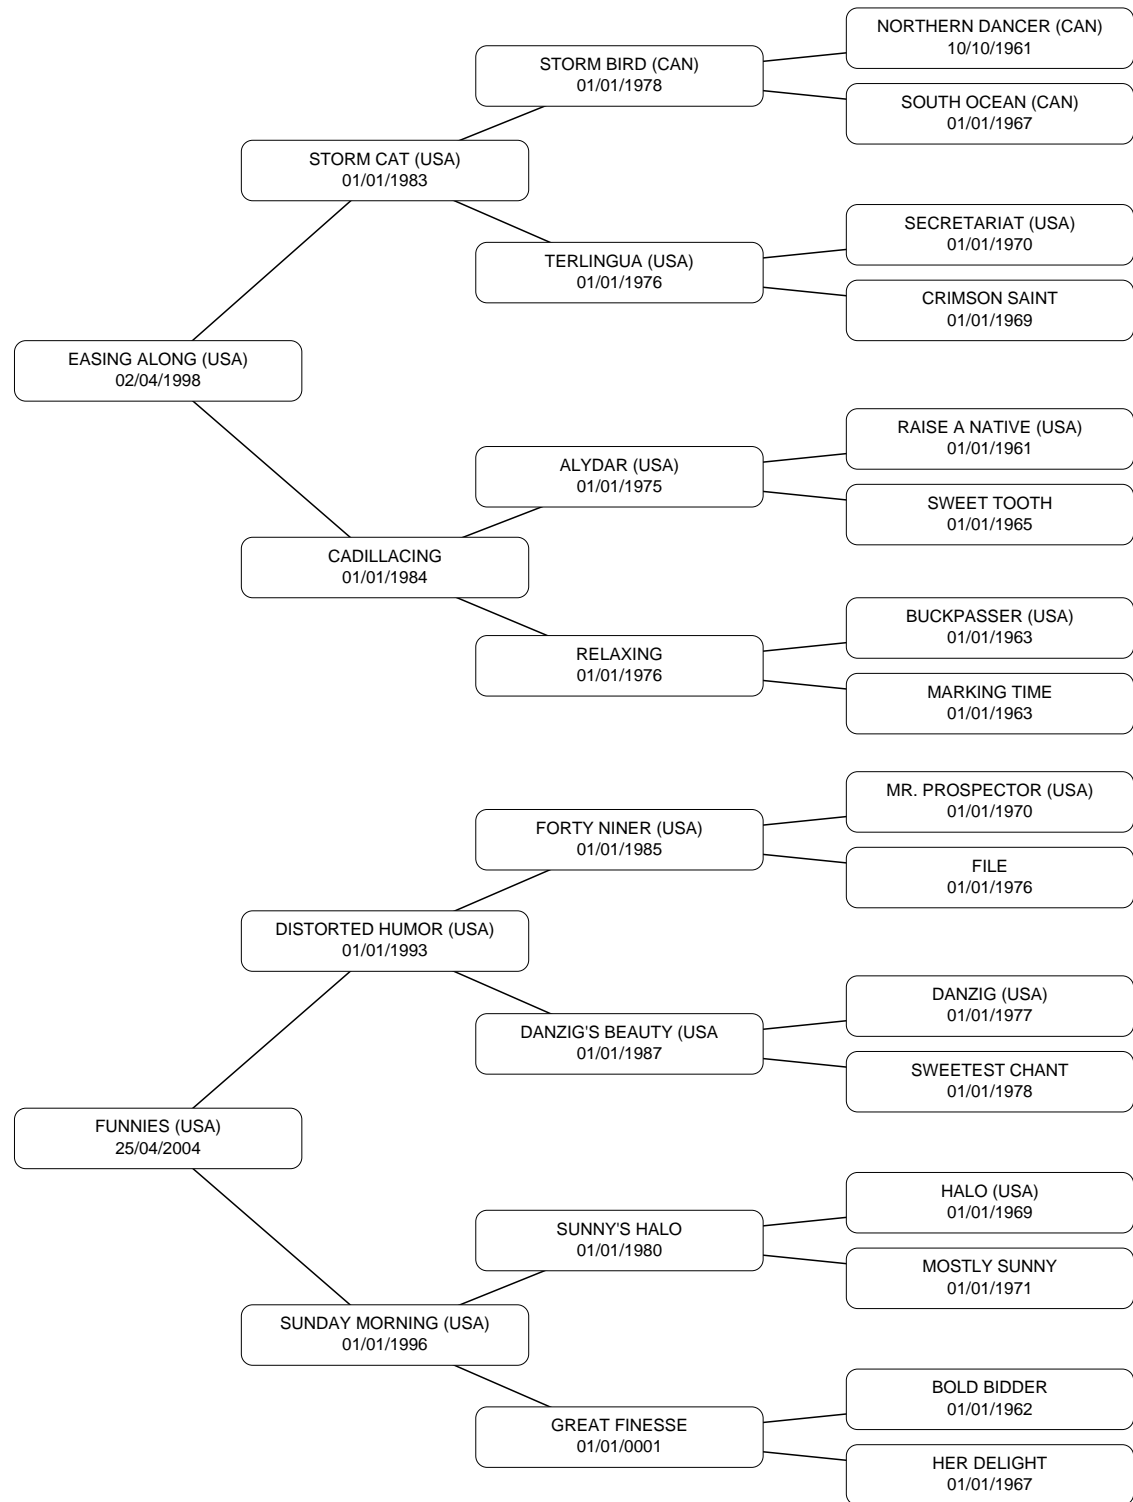 NORTHERN DANCER (CAN)
10/10/1961
STORM BIRD (CAN)
01/01/1978
SOUTH OCEAN (CAN)
01/01/1967
STORM CAT (USA)
01/01/1983
SECRETARIAT (USA)
01/01/1970
TERLINGUA (USA)
01/01/1976
CRIMSON SAINT
01/01/1969
EASING ALONG (USA)
02/04/1998
RAISE A NATIVE (USA)
01/01/1961
ALYDAR (USA)
01/01/1975
SWEET TOOTH
01/01/1965
CADILLACING
01/01/1984
BUCKPASSER (USA)
01/01/1963
RELAXING
01/01/1976
MARKING TIME
01/01/1963
MR. PROSPECTOR (USA)
01/01/1970
FORTY NINER (USA)
01/01/1985
FILE
01/01/1976
DISTORTED HUMOR (USA)
01/01/1993
DANZIG (USA)
01/01/1977
DANZIG'S BEAUTY (USA
01/01/1987
SWEETEST CHANT
01/01/1978
FUNNIES (USA)
25/04/2004
HALO (USA)
01/01/1969
SUNNY'S HALO
01/01/1980
MOSTLY SUNNY
01/01/1971
SUNDAY MORNING (USA)
01/01/1996
BOLD BIDDER
01/01/1962
GREAT FINESSE
01/01/0001
HER DELIGHT
01/01/1967